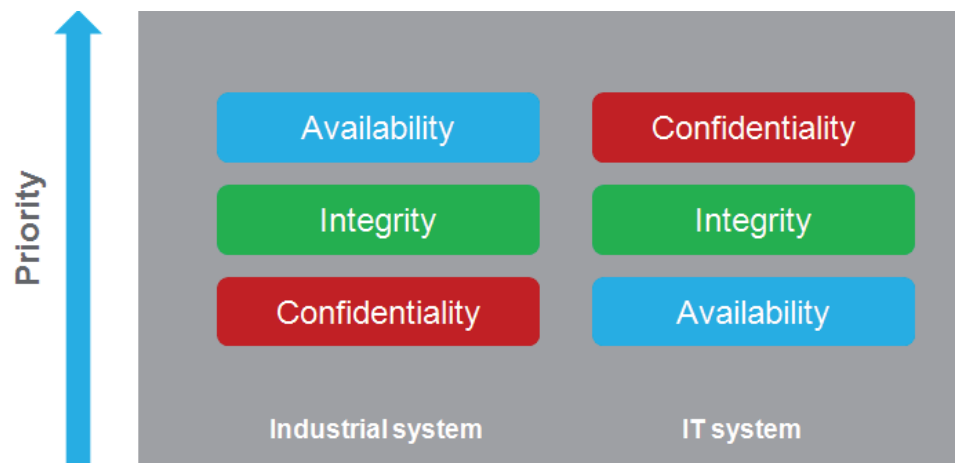 Priority
Availability
Confidentiality
Integrity
Integrity
Confidentiality
Availability
Industrial system
IT system